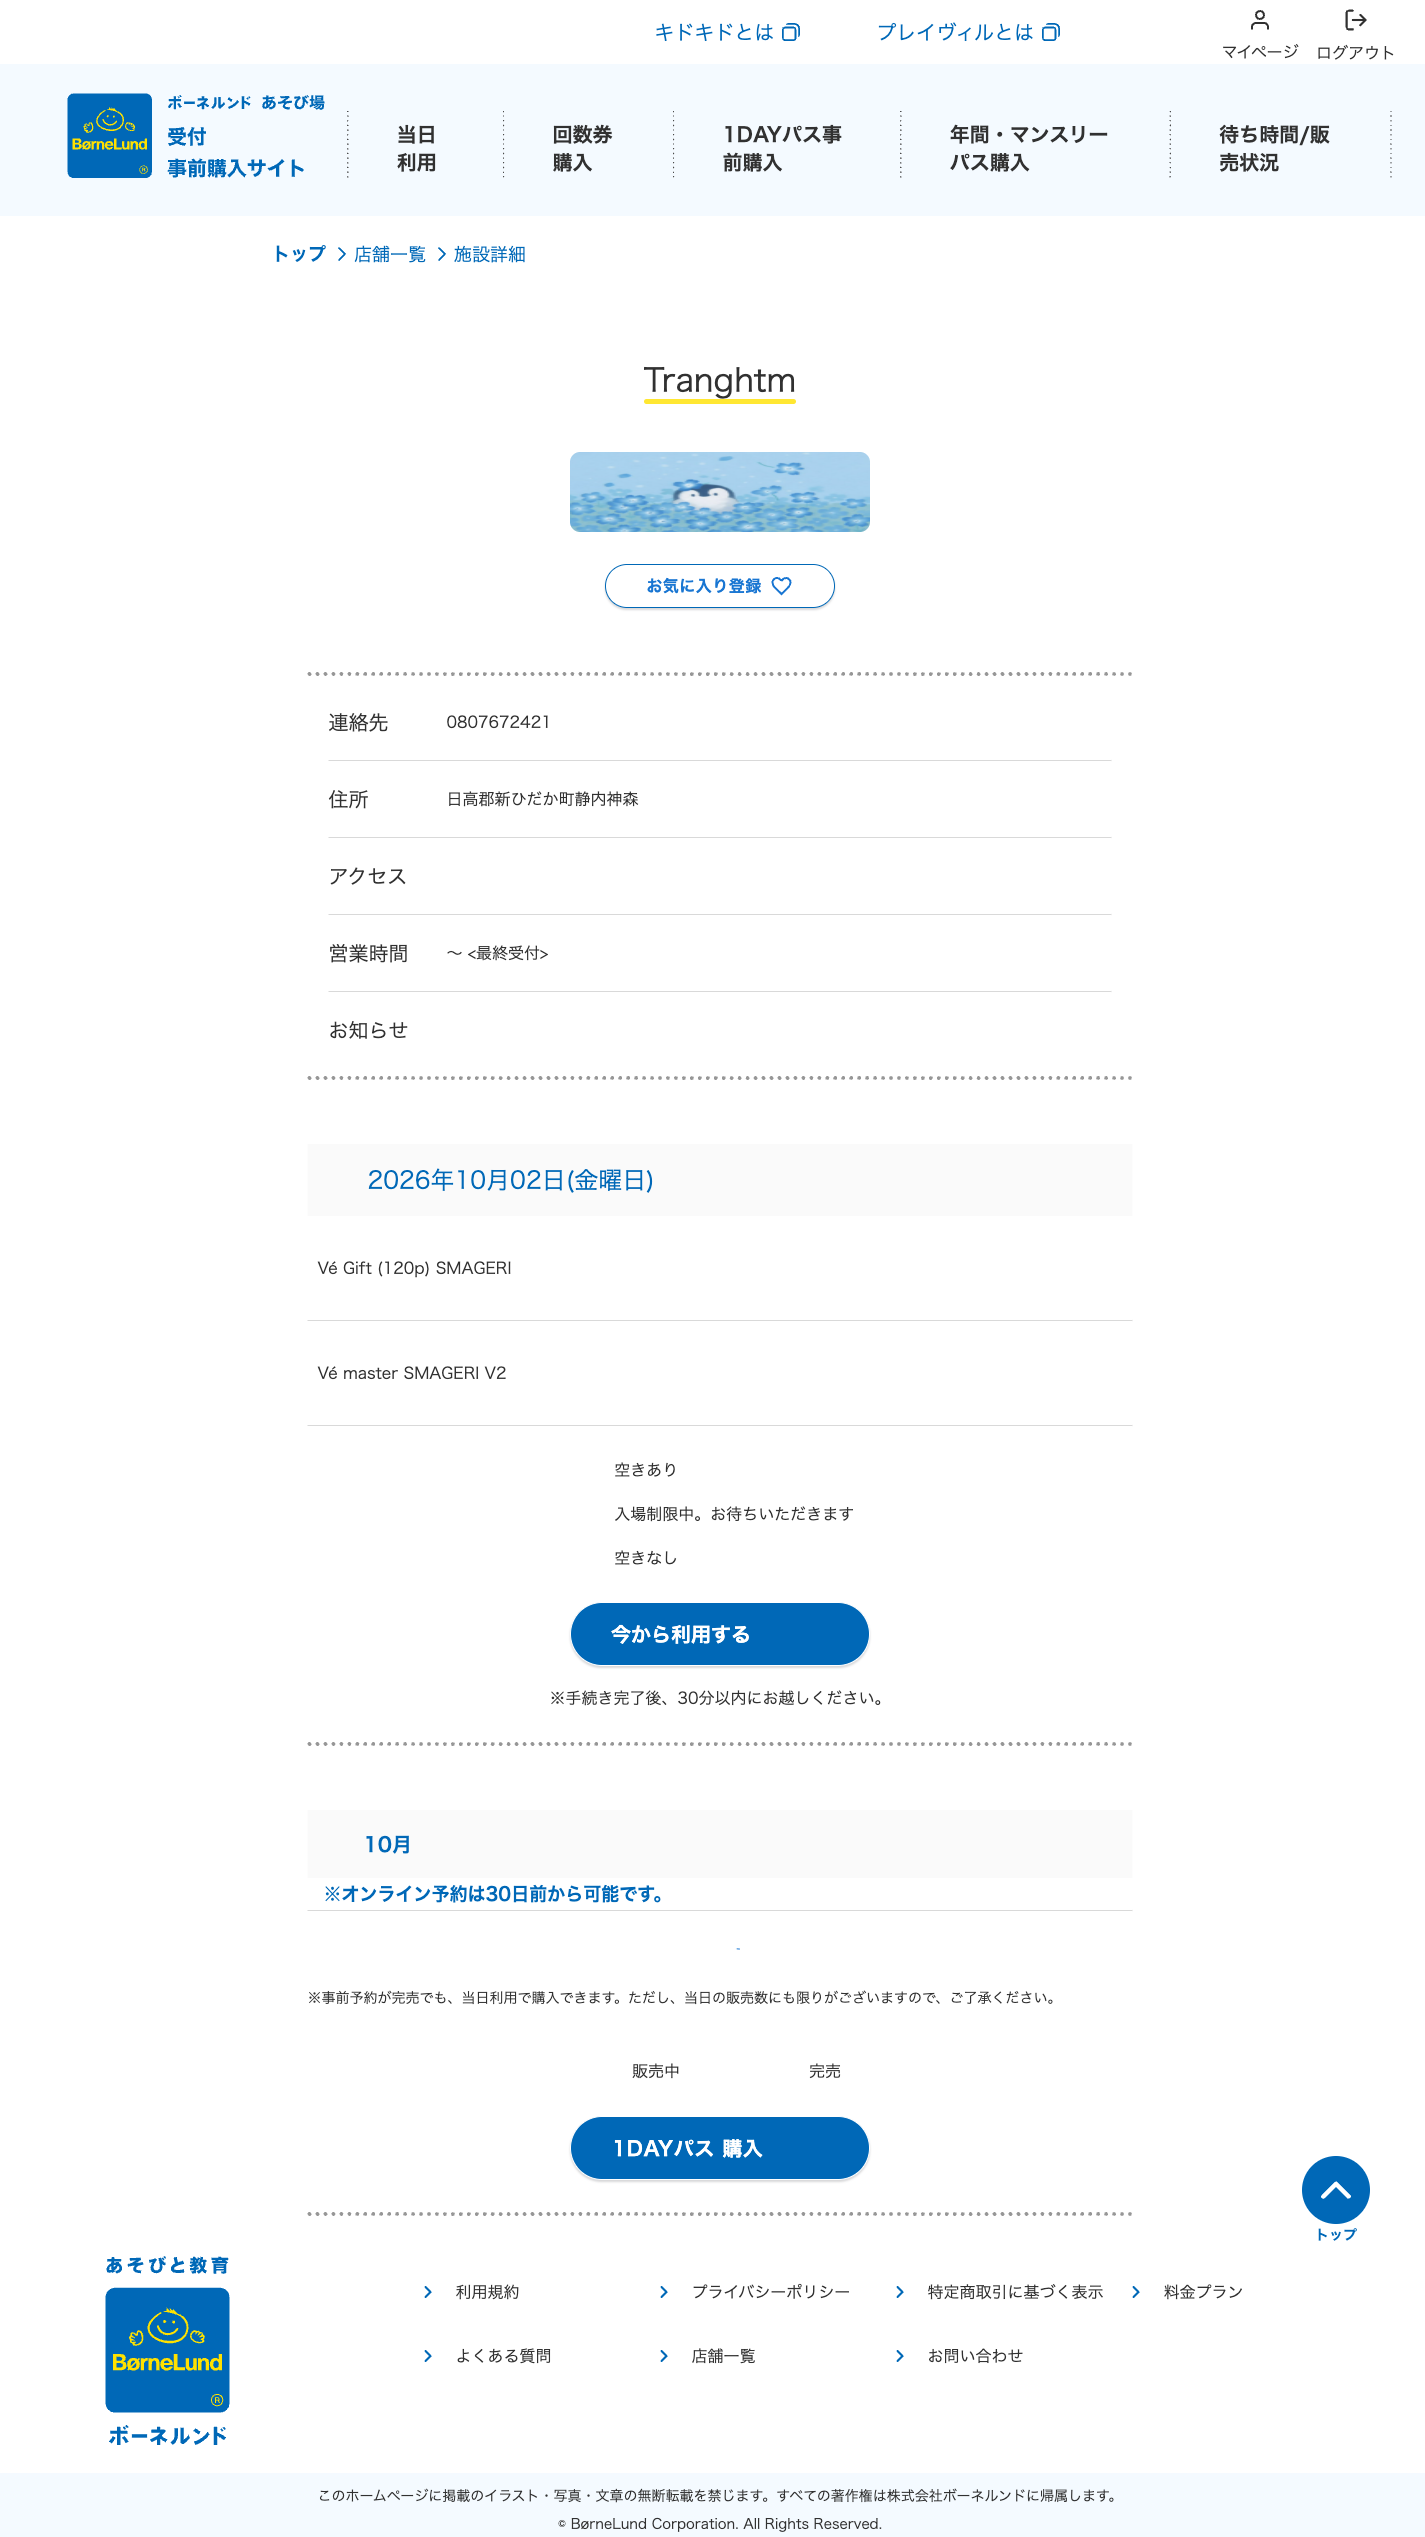 キドキドとは
プレイヴィルとは
マイページ
ログアウト
BørneLund
®
ボーネルンド あそび場
受付
事前購入サイト
当日
利用
回数券
購入
1DAYパス事
前購入
年間・マンスリー
パス購入
待ち時間/販
売状況
トップ
店舗一覧
施設詳細
Tranghtm
お気に入り登録
連絡先 0807672421
住所 日高郡新ひだか町静内神森
アクセス
営業時間 ～ <最終受付>
お知らせ
2026年10月02日(金曜日)
Vé Gift (120p) SMAGERI
Vé master SMAGERI V2
空きあり
入場制限中。お待ちいただきます
空きなし
今から利用する
※手続き完了後、30分以内にお越しください。
10月
※オンライン予約は30日前から可能です。
-
※事前予約が完売でも、当日利用で購入できます。ただし、当日の販売数にも限りがございますので、ご了承ください。
販売中 完売
1DAYパス 購入
トップ
あそびと教育
BørneLund
®
ボーネルンド
利用規約
プライバシーポリシー
特定商取引に基づく表示
料金プラン
よくある質問
店舗一覧
お問い合わせ
このホームページに掲載のイラスト・写真・文章の無断転載を禁じます。すべての著作権は株式会社ボーネルンドに帰属します。
© BørneLund Corporation. All Rights Reserved.